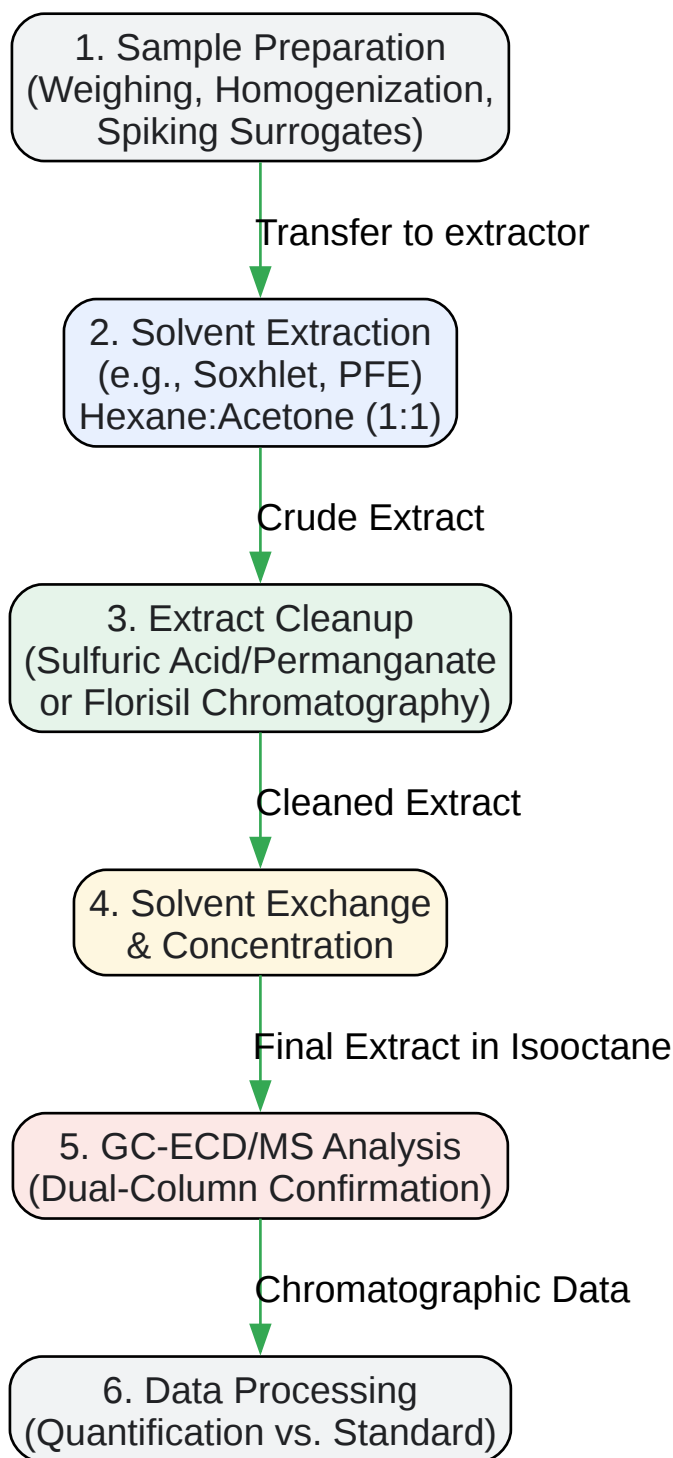 1. Sample Preparation
(Weighing, Homogenization,
Spiking Surrogates)
Transfer to extractor
2. Solvent Extraction
(e.g., Soxhlet, PFE)
Hexane:Acetone (1:1)
Crude Extract
3. Extract Cleanup
(Sulfuric Acid/Permanganate
or Florisil Chromatography)
Cleaned Extract
4. Solvent Exchange
& Concentration
Final Extract in Isooctane
5. GC-ECD/MS Analysis
(Dual-Column Confirmation)
Chromatographic Data
6. Data Processing
(Quantification vs. Standard)